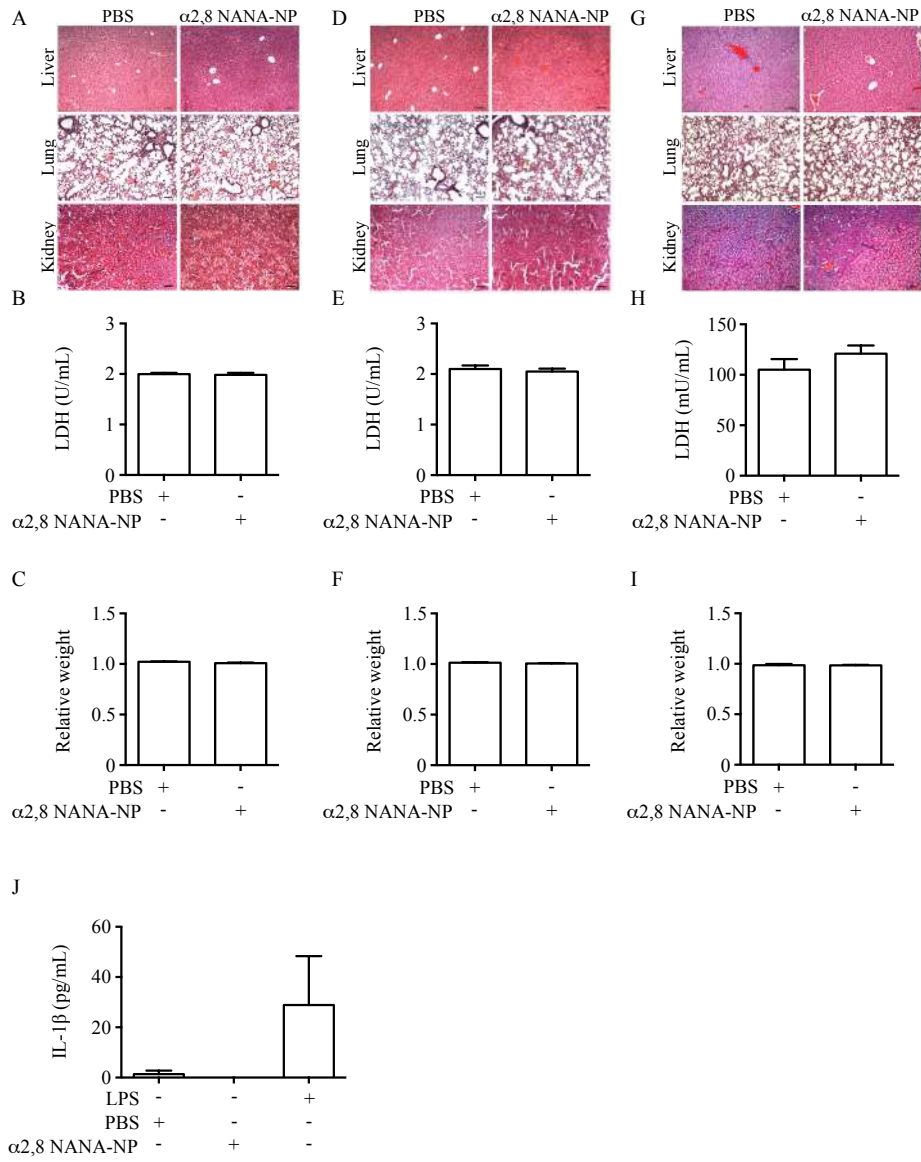 A
PBS
α2,8 NANA-NP
Liver
Lung
Kidney
D
PBS
α2,8 NANA-NP
Liver
Lung
Kidney
G
PBS
α2,8 NANA-NP
Liver
Lung
Kidney
B
3
2
1
0
LDH (U/mL)
PBS + -
α2,8 NANA-NP - +
E
3
2
1
0
LDH (U/mL)
PBS + -
α2,8 NANA-NP - +
H
150
100
50
0
LDH (mU/mL)
PBS + -
α2,8 NANA-NP - +
C
1.5
1.0
0.5
0
Relative weight
PBS + -
α2,8 NANA-NP - +
F
1.5
1.0
0.5
0
Relative weight
PBS + -
α2,8 NANA-NP - +
I
1.5
1.0
0.5
0
Relative weight
PBS + -
α2,8 NANA-NP - +
J
60
40
20
0
IL-1β (pg/mL)
LPS - - +
PBS + - -
α2,8 NANA-NP - + -